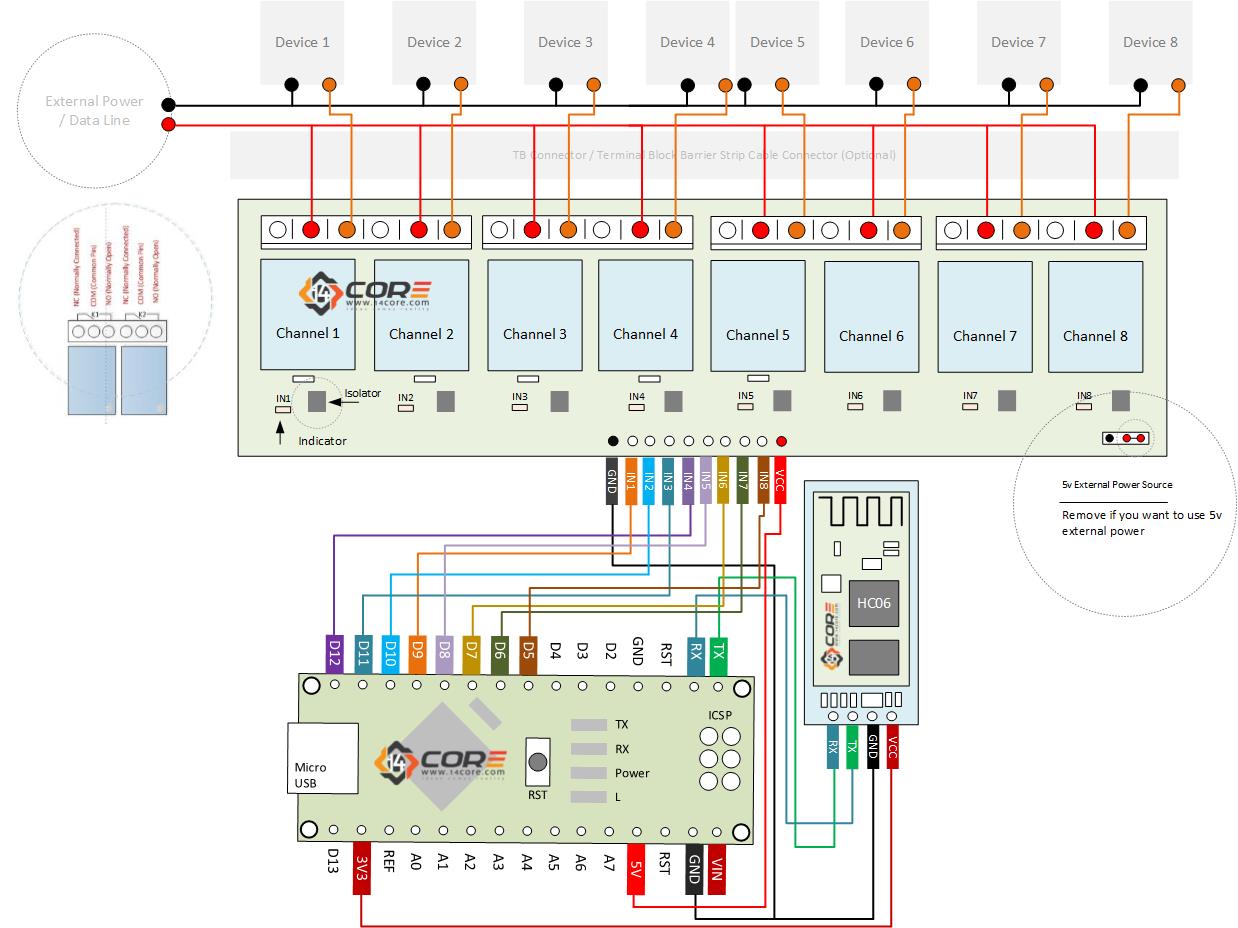 Device 1
Device 2
Device 3
Device 4
Device 5
Device 6
Device 7
Device 8
External Power
/ Data Line
TB Connector / Terminal Block Barrier Strip Cable Connector (Optional)
NC (Normally Connected)
COM (Common Pin)
NO (Normally Open)
NC (Normally Connected)
COM (Common Pin)
NO (Normally Open)
K1
K2
14CORE
www.14core.com
Channel 1
Channel 2
Channel 3
Channel 4
Channel 5
Channel 6
Channel 7
Channel 8
IN1
Isolator
IN2
IN3
IN4
IN5
IN6
IN7
IN8
Indicator
GND
IN1
IN2
IN3
IN4
IN5
IN6
IN7
IN8
VCC
5v External Power Source
Remove if you want to use 5v
external power
HC06
14CORE
RX
TX
GND
VCC
D12
D11
D10
D9
D8
D7
D6
D5
D4
D3
D2
GND
RST
RX
TX
ICSP
TX
RX
Power
L
RST
Micro
USB
14CORE
www.14core.com
D13
3V3
REF
A0
A1
A2
A3
A4
A5
A6
A7
5V
RST
GND
VIN